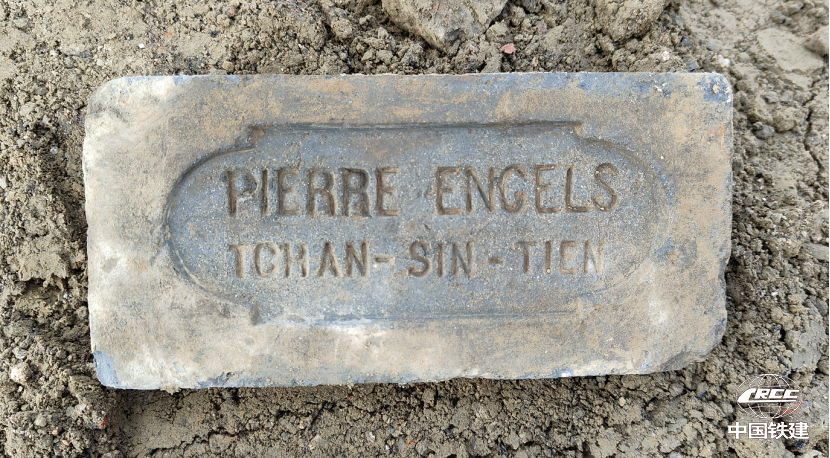 PIERRE ENGELS
TCHAN-SIN-TIEN
CRCC
中国铁建